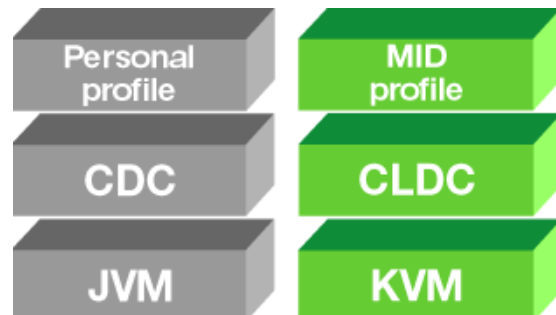 Personal
profile
MID
profile
CDC
CLDC
JVM
KVM